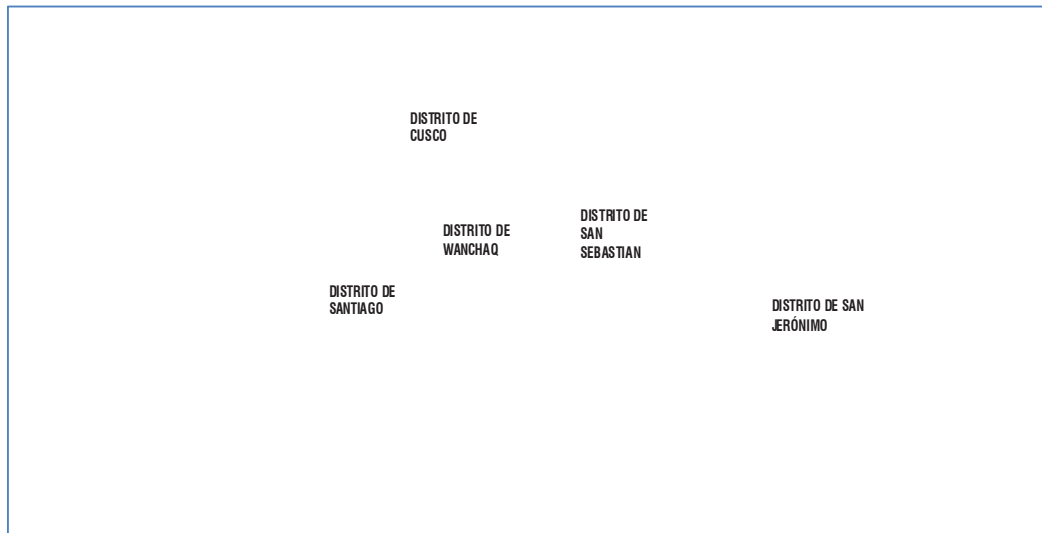 DISTRITO DE
CUSCO
DISTRITO DE
WANCHAQ
DISTRITO DE
SAN
SEBASTIAN
DISTRITO DE
SANTIAGO
DISTRITO DE SAN
JERÓNIMO